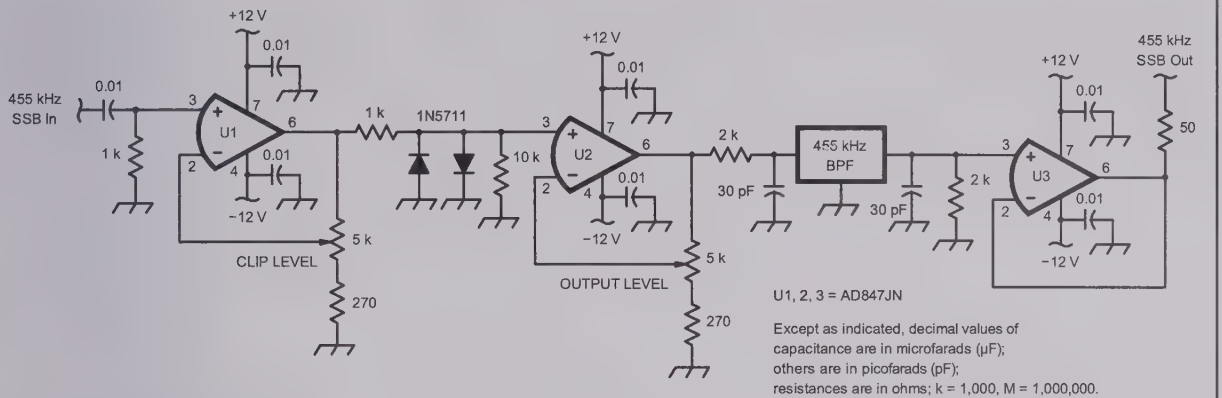 455 kHz
SSB In
0.01
1 k
+12 V
0.01
3
+
7
U1
6
−
2
4
0.01
−12 V
5 k
CLIP LEVEL
270
1 k
1N5711
10 k
+12 V
0.01
3
+
7
U2
6
−
2
4
0.01
−12 V
5 k
OUTPUT LEVEL
270
2 k
30 pF
455 kHz
BPF
30 pF
2 k
+12 V
0.01
3
+
7
U3
6
−
2
4
0.01
−12 V
455 kHz
SSB Out
50
U1, 2, 3 = AD847JN
Except as indicated, decimal values of
capacitance are in microfarads (µF);
others are in picofarads (pF);
resistances are in ohms; k = 1,000, M = 1,000,000.